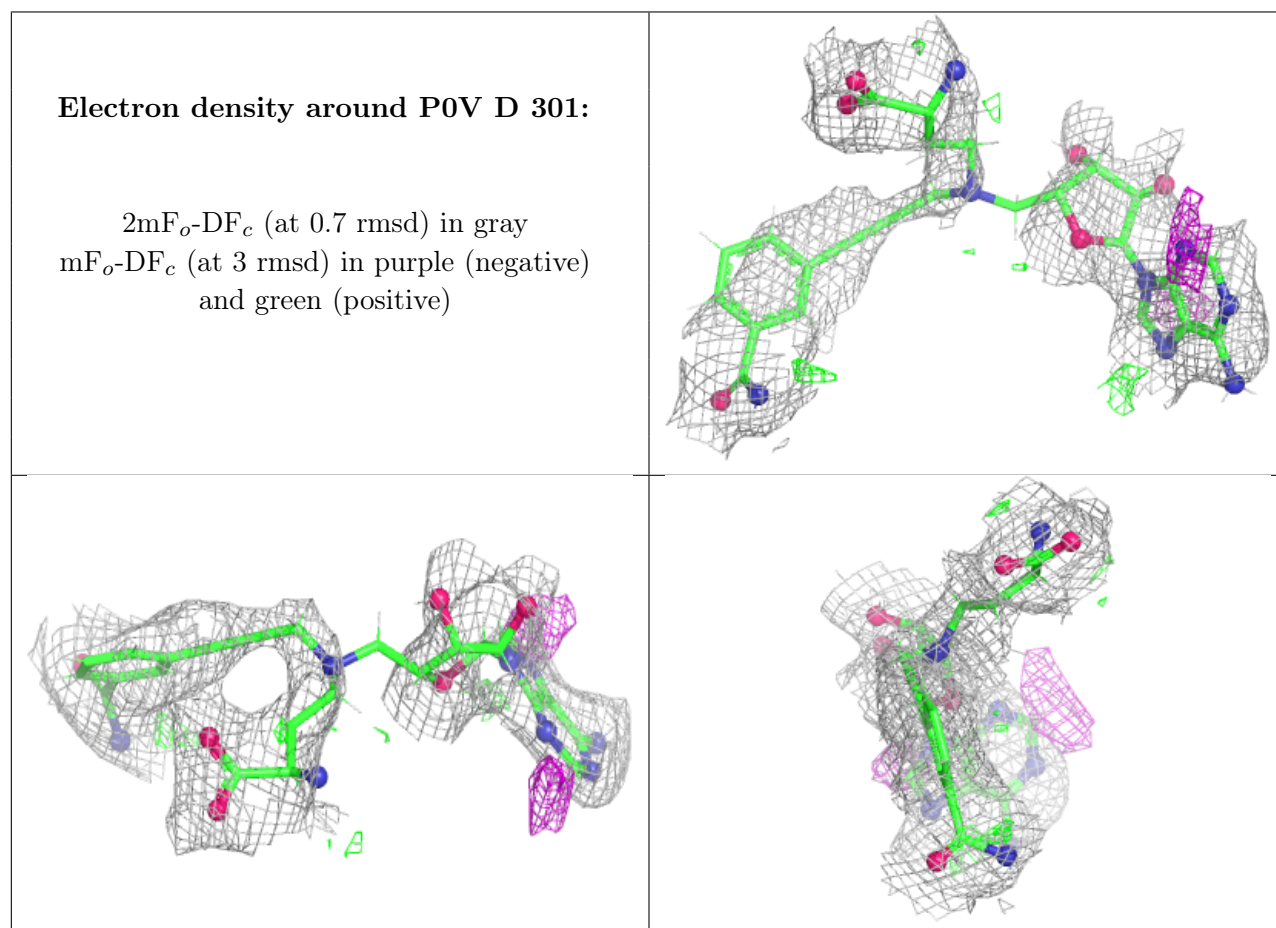 Electron density around P0V D 301:
2mFₒ-DF𝒸 (at 0.7 rmsd) in gray
mFₒ-DF𝒸 (at 3 rmsd) in purple (negative)
and green (positive)